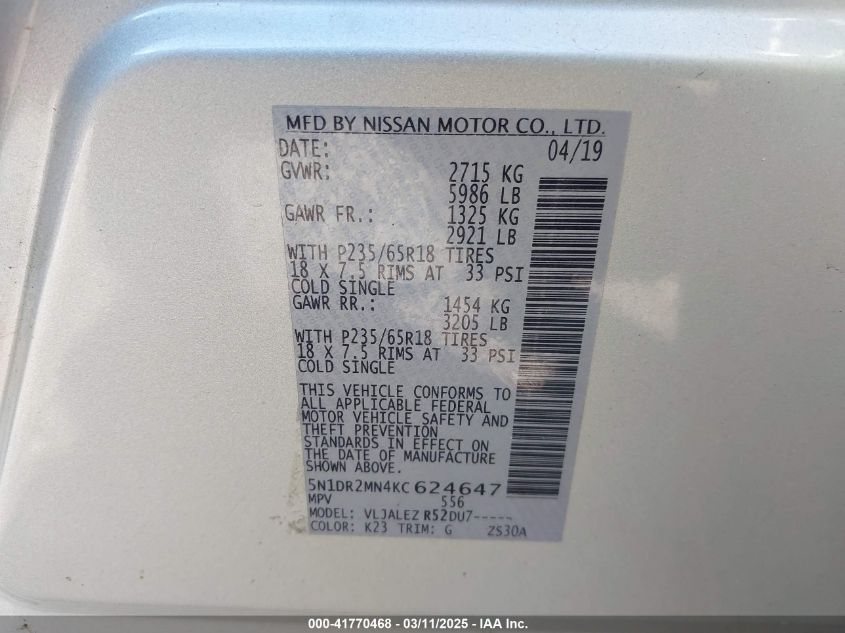 MFD BY NISSAN MOTOR CO., LTD.
DATE: 04/19
GVWR: 2715 KG
5986 LB
GAWR FR.: 1325 KG
2921 LB
WITH P235/65R18 TIRES
18 X 7.5 RIMS AT 33 PSI
COLD SINGLE
GAWR RR.: 1454 KG
3205 LB
WITH P235/65R18 TIRES
18 X 7.5 RIMS AT 33 PSI
COLD SINGLE
THIS VEHICLE CONFORMS TO
ALL APPLICABLE FEDERAL
MOTOR VEHICLE SAFETY AND
THEFT PREVENTION
STANDARDS IN EFFECT ON
THE DATE OF MANUFACTURE
SHOWN ABOVE.
5N1DR2MN4KC624647
MPV 556
MODEL: VLJALEZ R52DU7-----
COLOR: K23 TRIM: G ZS30A
000-41770468 - 03/11/2025 - IAA Inc.